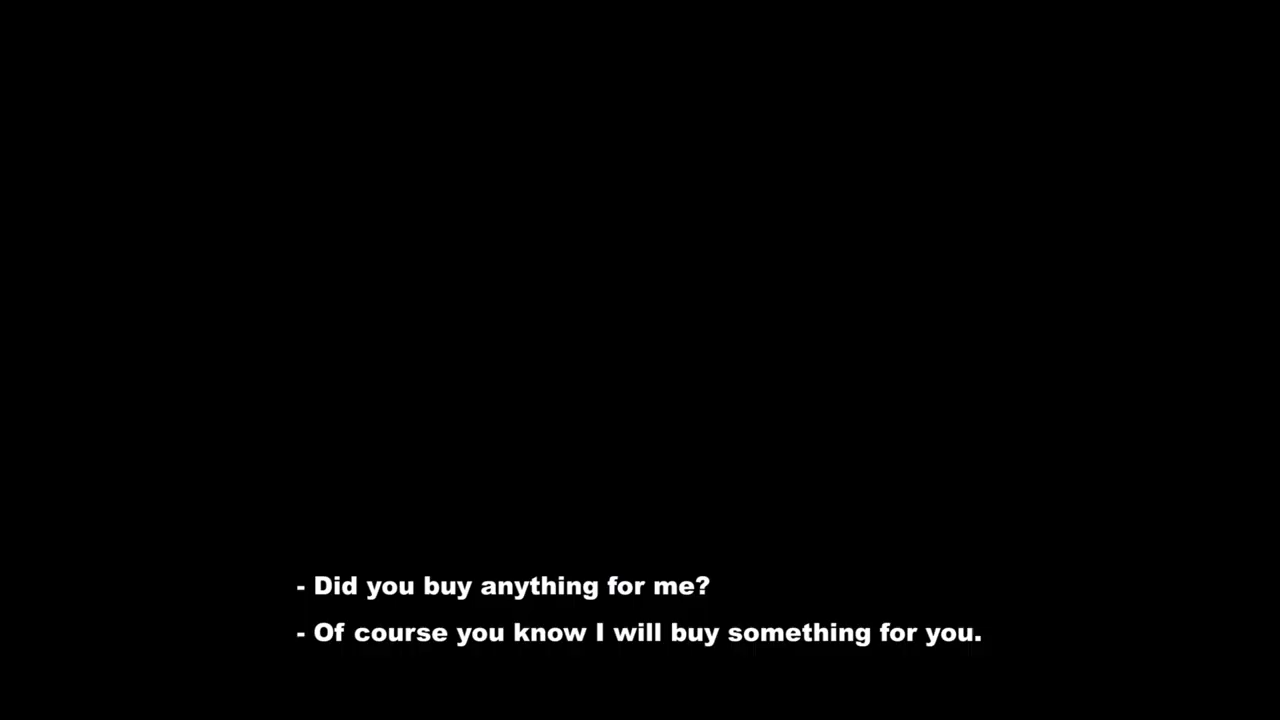 - Did you buy anything for me?
- Of course you know I will buy something for you.